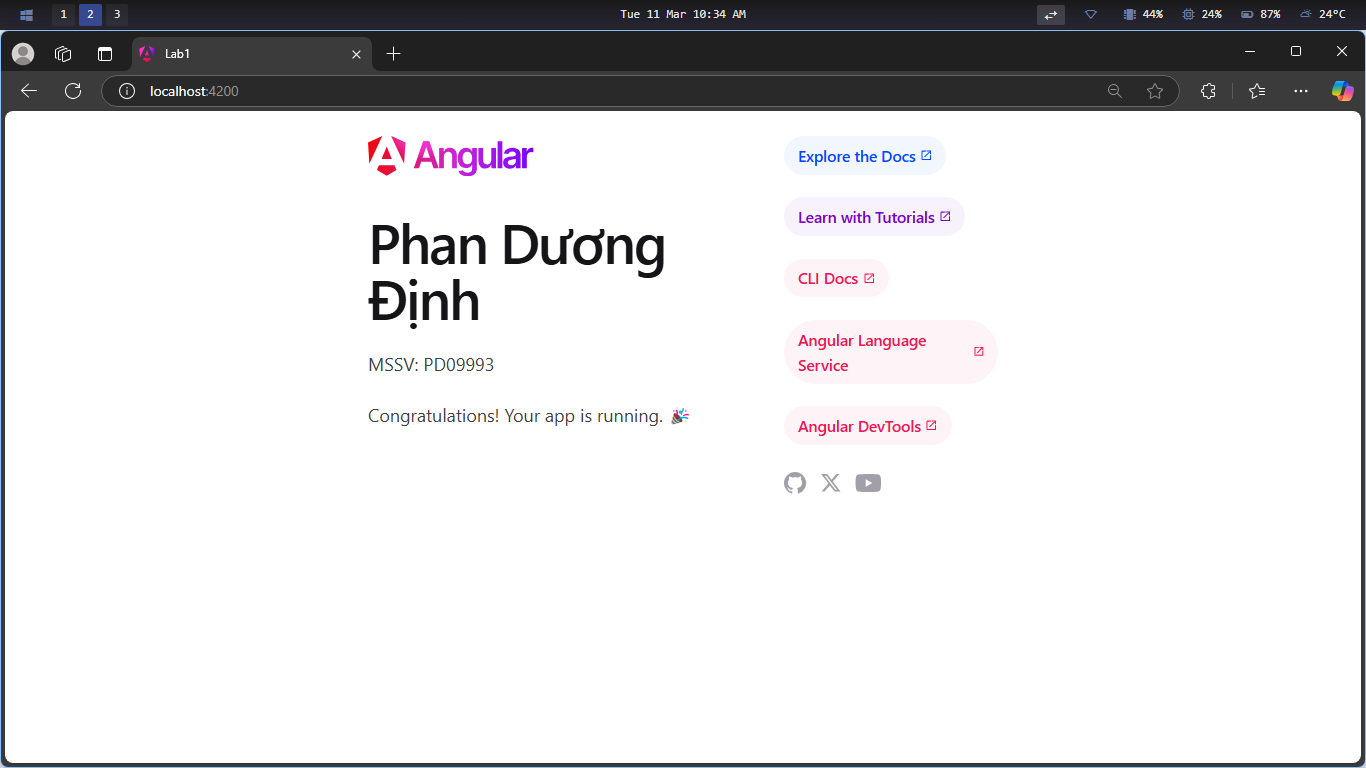 1 2 3
Tue 11 Mar 10:34 AM
44% 24% 87% 24°C
Lab1
localhost:4200
Angular
Phan Dương
Định
MSSV: PD09993
Congratulations! Your app is running. 🎉
Explore the Docs
Learn with Tutorials
CLI Docs
Angular Language
Service
Angular DevTools